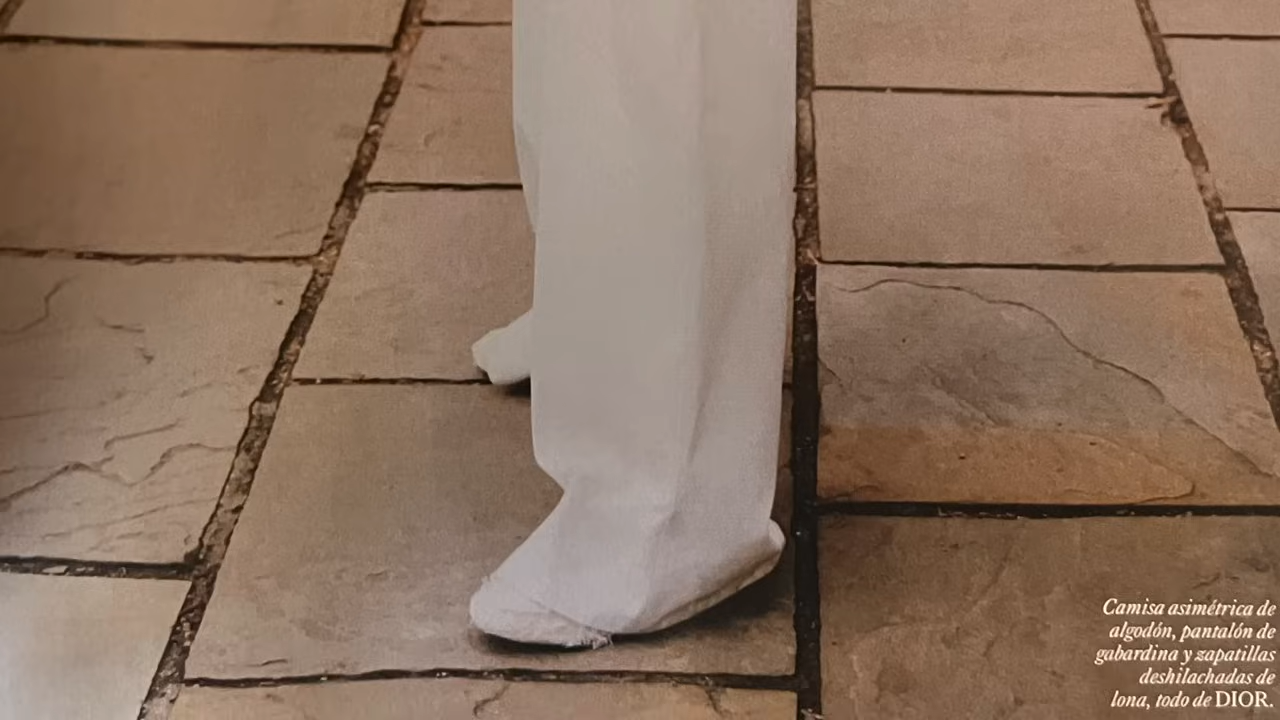 Camisa asimétrica de
algodón, pantalón de
gabardina y zapatillas
deshilachadas de
lona, todo de DIOR.